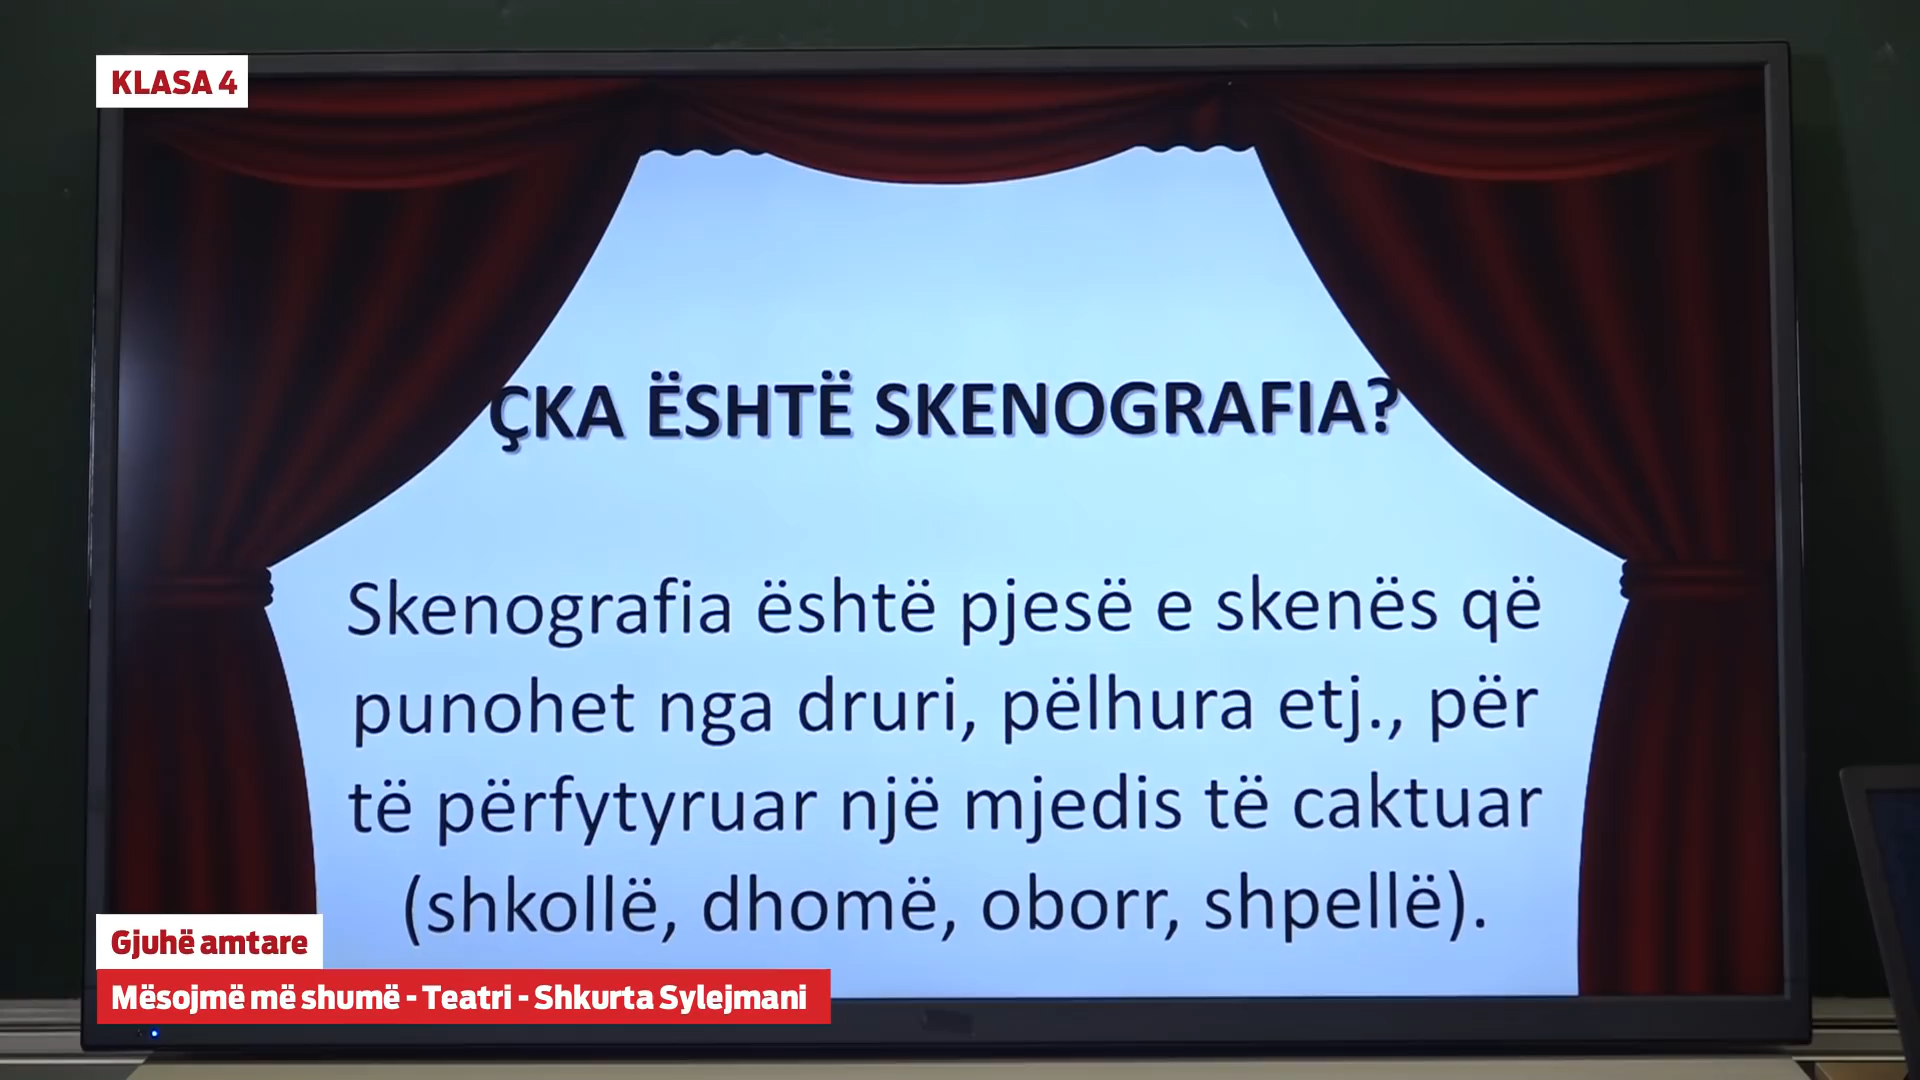 KLASA 4
ÇKA ËSHTË SKENOGRAFIA?
Skenografia është pjesë e skenës që
punohet nga druri, pëlhura etj., për
të përfytyruar një mjedis të caktuar
(shkollë, dhomë, oborr, shpellë).
Gjuhë amtare
Mësojmë më shumë - Teatri - Shkurta Sylejmani